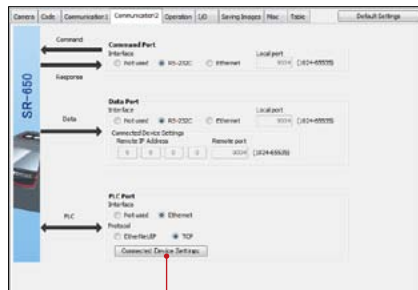 Camera Code Communication1 Communication2 Operation I/O Saving Images Misc Table Default Settings
SR-650
Command
Response
Command Port
Interface
Not used RS-232C Ethernet
Local port
9004 (1024-65535)
Data
Data Port
Interface
Not used RS-232C Ethernet
Local port
9004 (1024-65535)
Connected Device Settings
Remote IP Address Remote port
0 0 0 0 9004 (1024-65535)
PLC
PLC Port
Interface
Not used Ethernet
Protocol
EtherNet/IP TCP
Connected Device Settings